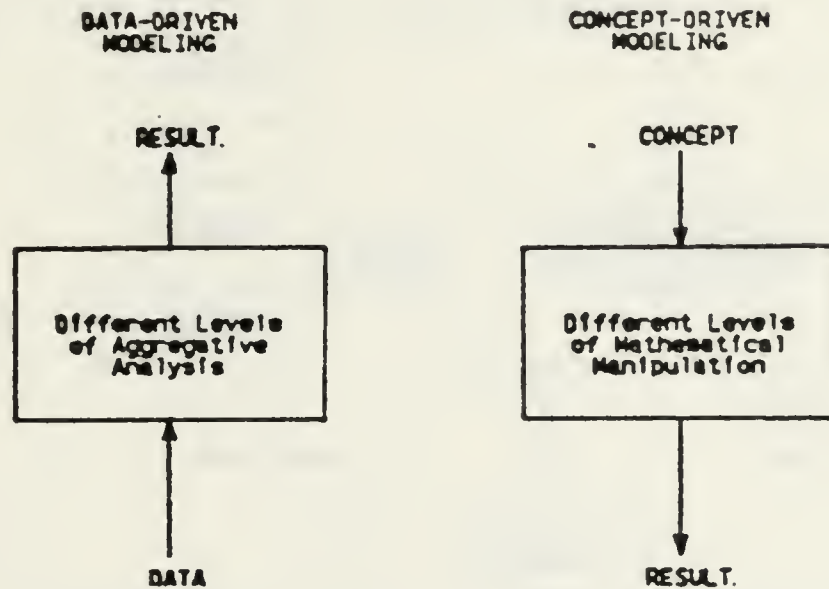 DATA-DRIVEN
MODELING
RESULT.
Different Levels
of Aggregative
Analysis
DATA
CONCEPT-DRIVEN
MODELING
CONCEPT
Different Levels
of Mathematical
Manipulation
RESULT.